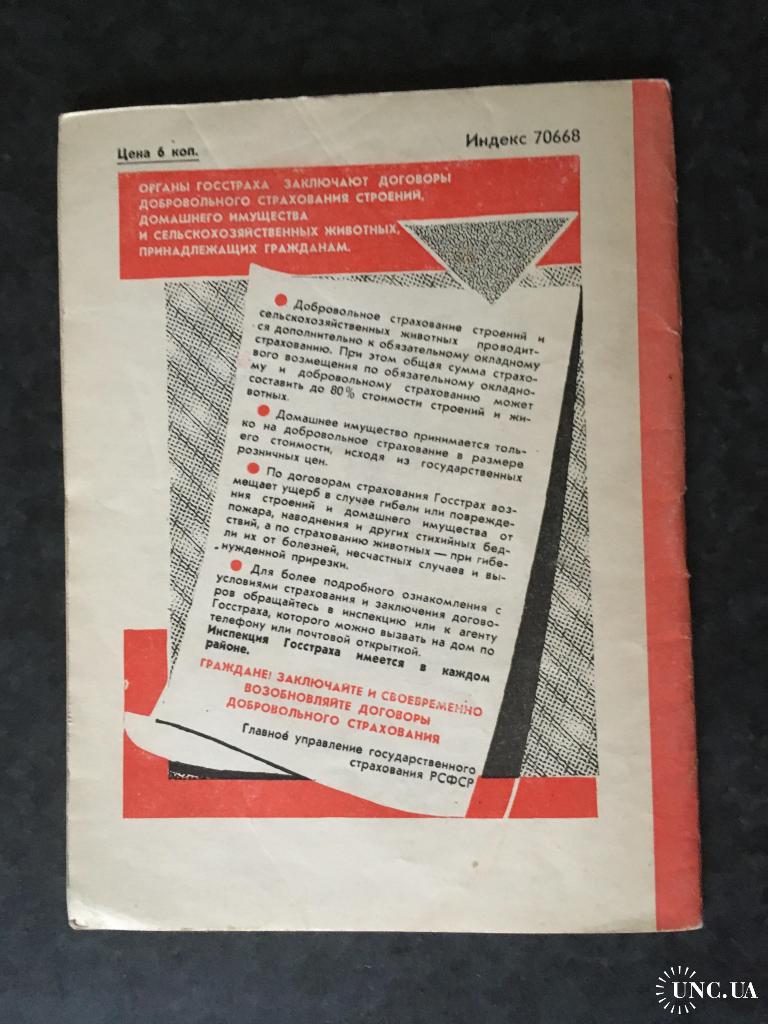 Цена 6 коп.
Индекс 70668
ОРГАНЫ ГОССТРАХА ЗАКЛЮЧАЮТ ДОГОВОРЫ
ДОБРОВОЛЬНОГО СТРАХОВАНИЯ СТРОЕНИЙ,
ДОМАШНЕГО ИМУЩЕСТВА
И СЕЛЬСКОХОЗЯЙСТВЕННЫХ ЖИВОТНЫХ,
ПРИНАДЛЕЖАЩИХ ГРАЖДАНАМ.
● Добровольное страхование строений и
сельскохозяйственных животных проводит-
ся дополнительно к обязательному окладному
страхованию. При этом общая сумма страхо-
вого возмещения по обязательному окладно-
му и добровольному страхованию может
составить до 80% стоимости строений и жи-
вотных.
● Домашнее имущество принимается толь-
ко на добровольное страхование в размере
его стоимости, исходя из государственных
розничных цен.
● По договорам страхования Госстрах воз-
мещает ущерб в случае гибели или поврежде-
ния строений и домашнего имущества от
пожара, наводнения и других стихийных бед-
ствий, а по страхованию животных — при гибе-
ли их от болезней, несчастных случаев и вы-
нужденной прирезки.
● Для более подробного ознакомления с
условиями страхования и заключения догово-
ров обращайтесь в инспекцию или к агенту
Госстраха, которого можно вызвать на дом по
телефону или почтовой открыткой.
Инспекция Госстраха имеется в каждом
районе.
ГРАЖДАНЕ! ЗАКЛЮЧАЙТЕ И СВОЕВРЕМЕННО
ВОЗОБНОВЛЯЙТЕ ДОГОВОРЫ
ДОБРОВОЛЬНОГО СТРАХОВАНИЯ
Главное управление государственного
страхования РСФСР
UNC.UA